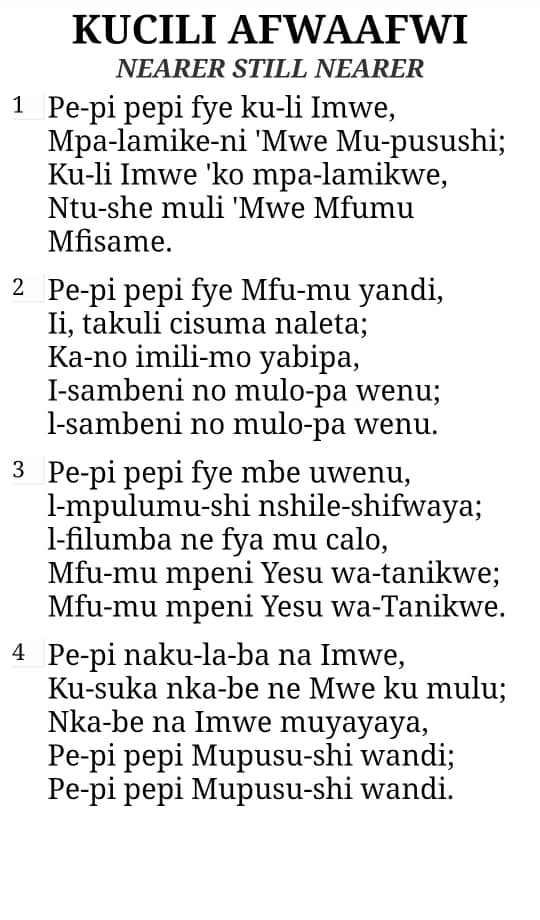 KUCILI AFWAAFWI
NEARER STILL NEARER
1 Pe-pi pepi fye ku-li Imwe,
Mpa-lamike-ni 'Mwe Mu-pusushi;
Ku-li Imwe 'ko mpa-lamikwe,
Ntu-she muli 'Mwe Mfumu
Mfisame.
2 Pe-pi pepi fye Mfu-mu yandi,
Ii, takuli cisuma naleta;
Ka-no imili-mo yabipa,
I-sambeni no mulo-pa wenu;
l-sambeni no mulo-pa wenu.
3 Pe-pi pepi fye mbe uwenu,
l-mpulumu-shi nshile-shifwaya;
l-filumba ne fya mu calo,
Mfu-mu mpeni Yesu wa-tanikwe;
Mfu-mu mpeni Yesu wa-Tanikwe.
4 Pe-pi naku-la-ba na Imwe,
Ku-suka nka-be ne Mwe ku mulu;
Nka-be na Imwe muyayaya,
Pe-pi pepi Mupusu-shi wandi;
Pe-pi pepi Mupusu-shi wandi.